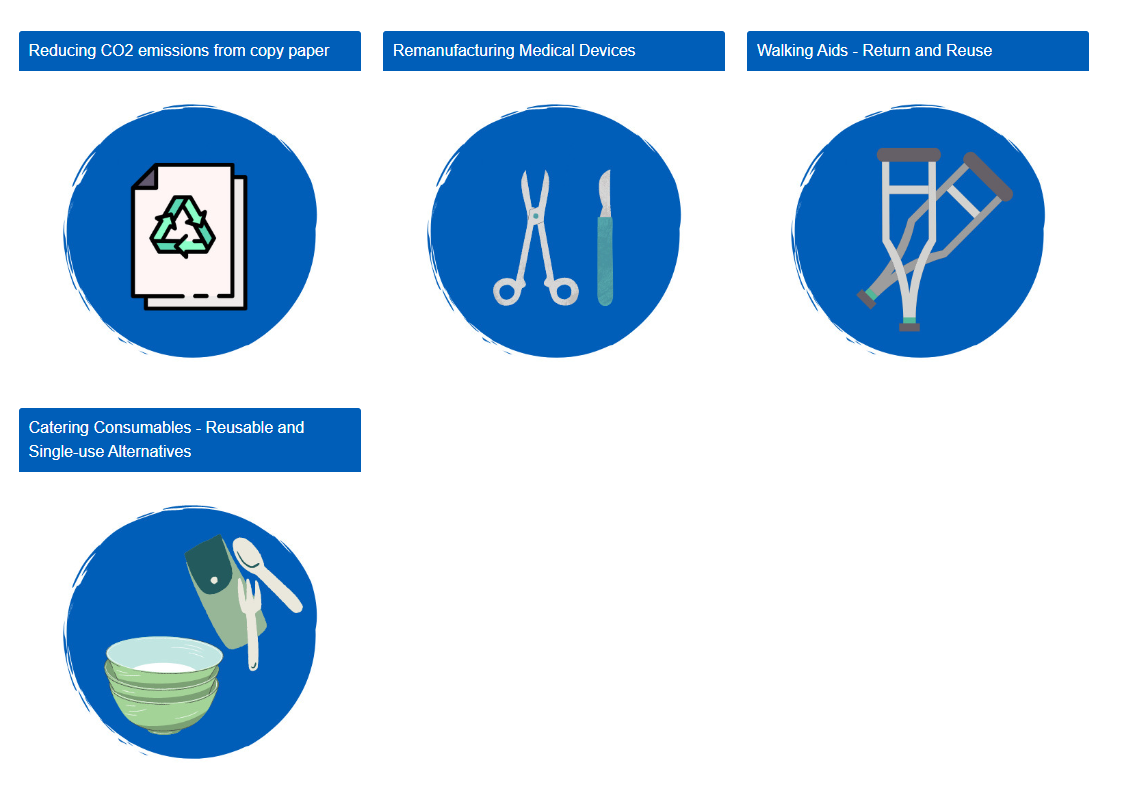 Reducing CO2 emissions from copy paper
Remanufacturing Medical Devices
Walking Aids - Return and Reuse
Catering Consumables - Reusable and
Single-use Alternatives